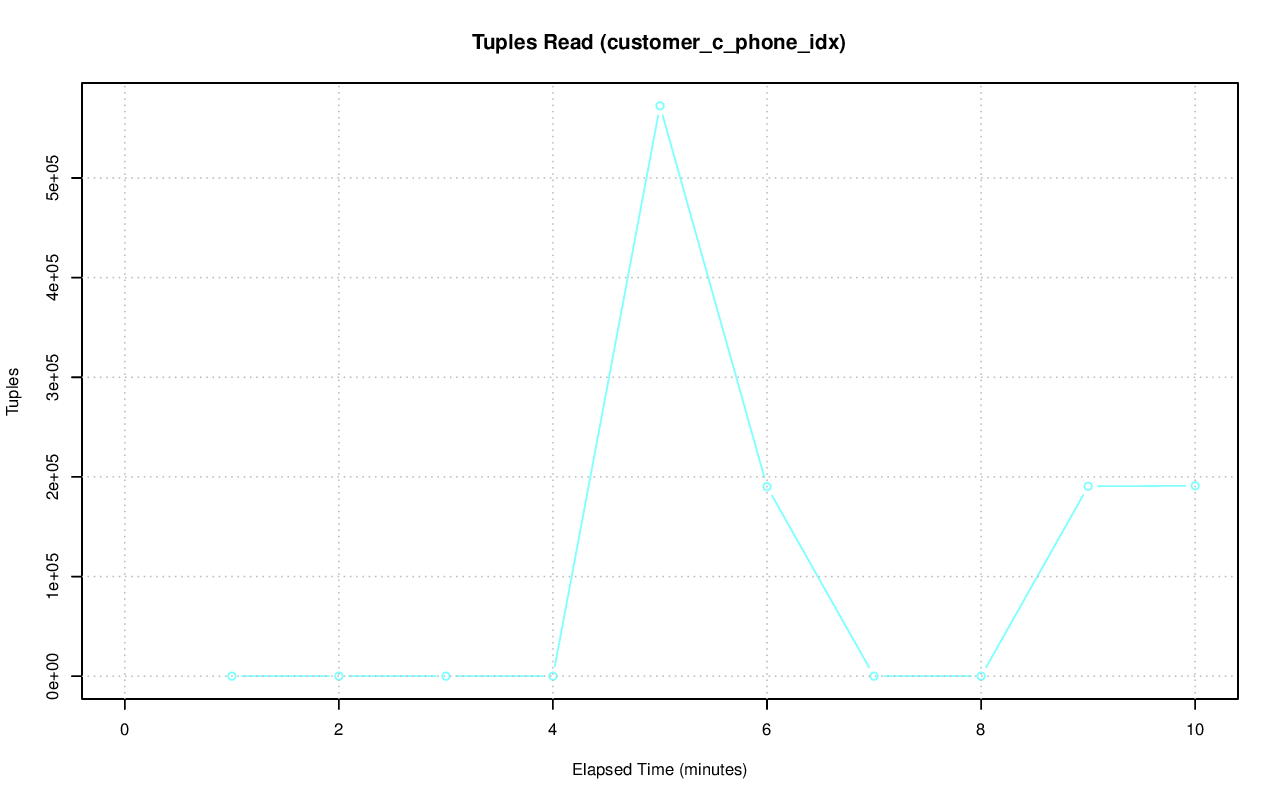 Tuples Read (customer_c_phone_idx)
5e+05
4e+05
3e+05
2e+05
1e+05
0e+00
Tuples
0 2 4 6 8 10
Elapsed Time (minutes)